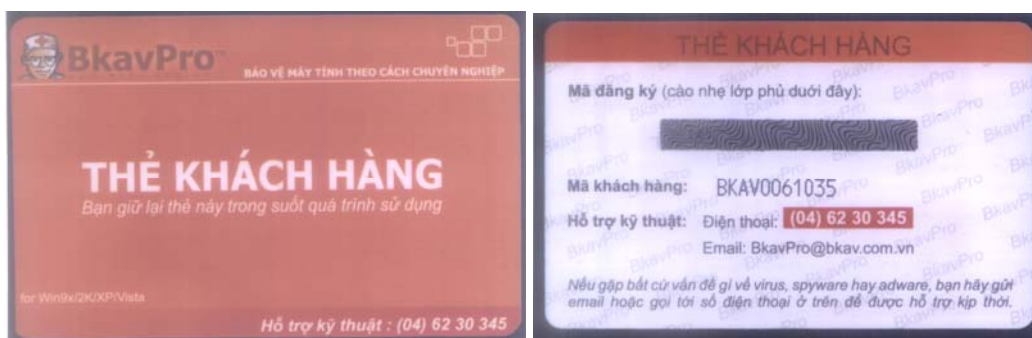 BkavPro™
BẢO VỆ MÁY TÍNH THEO CÁCH CHUYÊN NGHIỆP
THẺ KHÁCH HÀNG
Bạn giữ lại thẻ này trong suốt quá trình sử dụng
for Win9x/2K/XP/Vista
Hỗ trợ kỹ thuật : (04) 62 30 345
THẺ KHÁCH HÀNG
Mã đăng ký (cào nhẹ lớp phủ dưới đây):
Mã khách hàng: BKAV0061035
Hỗ trợ kỹ thuật: Điện thoại: (04) 62 30 345
Email: BkavPro@bkav.com.vn
Nếu gặp bất cứ vấn đề gì về virus, spyware hay adware, bạn hãy gửi
email hoặc gọi tới số điện thoại ở trên để được hỗ trợ kịp thời.